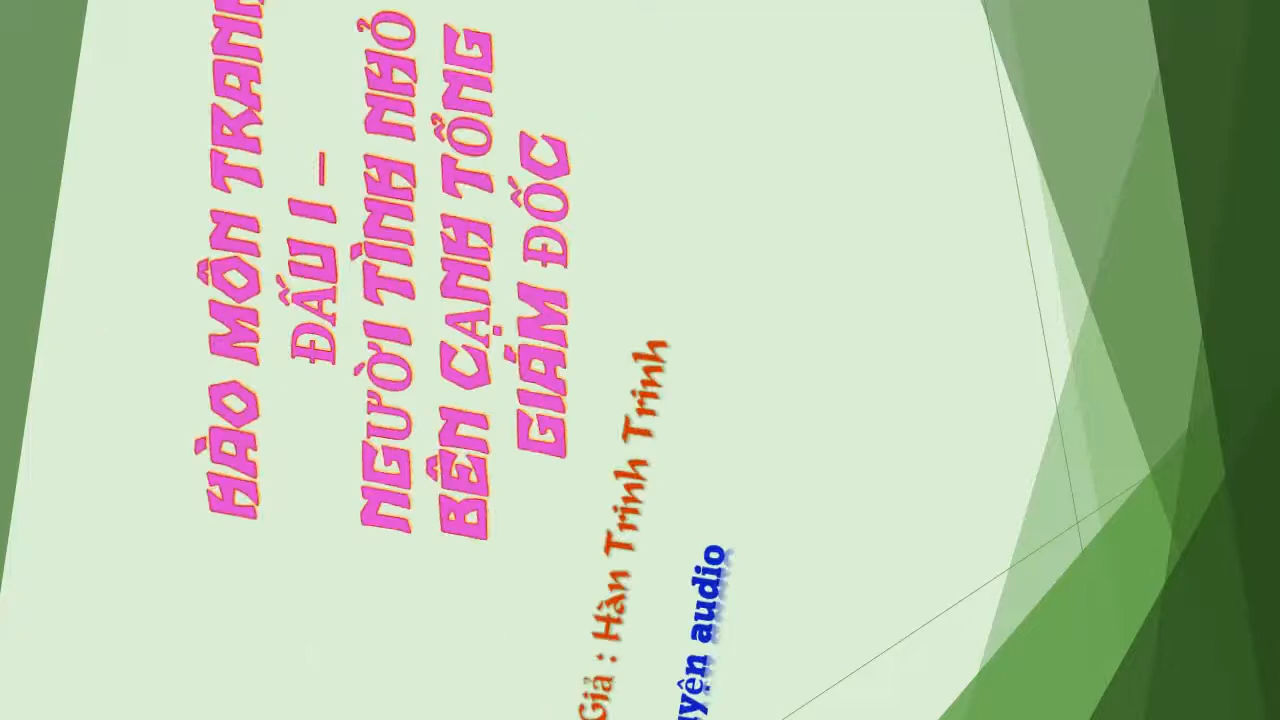 HÀO MÔN TRANH
ĐẤU I –
NGƯỜI TÌNH NHỎ
BÊN CẠNH TỔNG
GIÁM ĐỐC
Giả : Hàn Trinh Trinh
audio